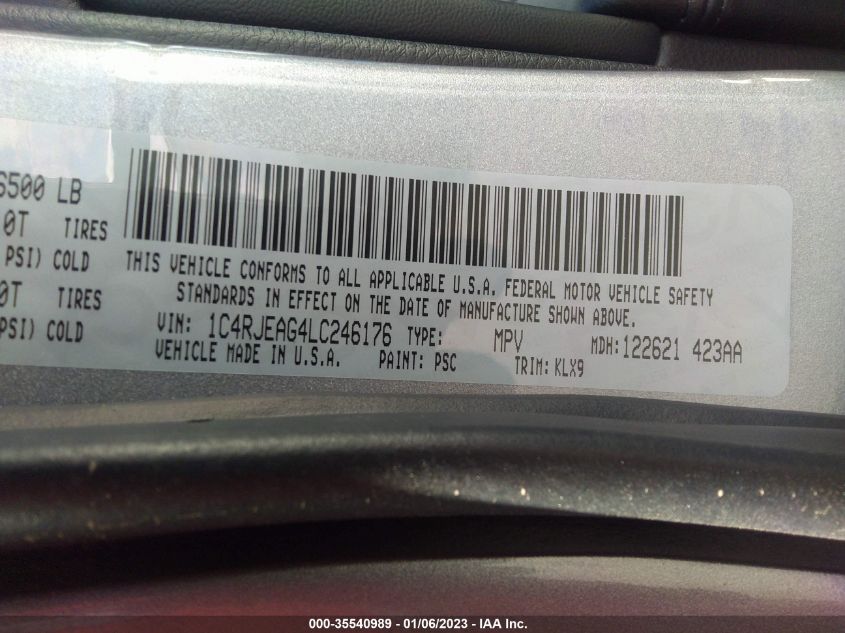 6500 LB
0T TIRES
PSI) COLD
0T TIRES
PSI) COLD
THIS VEHICLE CONFORMS TO ALL APPLICABLE U.S.A. FEDERAL MOTOR VEHICLE SAFETY
STANDARDS IN EFFECT ON THE DATE OF MANUFACTURE SHOWN ABOVE.
VIN: 1C4RJEAG4LC246176 TYPE: MPV MDH:122621 423AA
VEHICLE MADE IN U.S.A. PAINT: PSC TRIM: KLX9
000-35540989 - 01/06/2023 - IAA Inc.